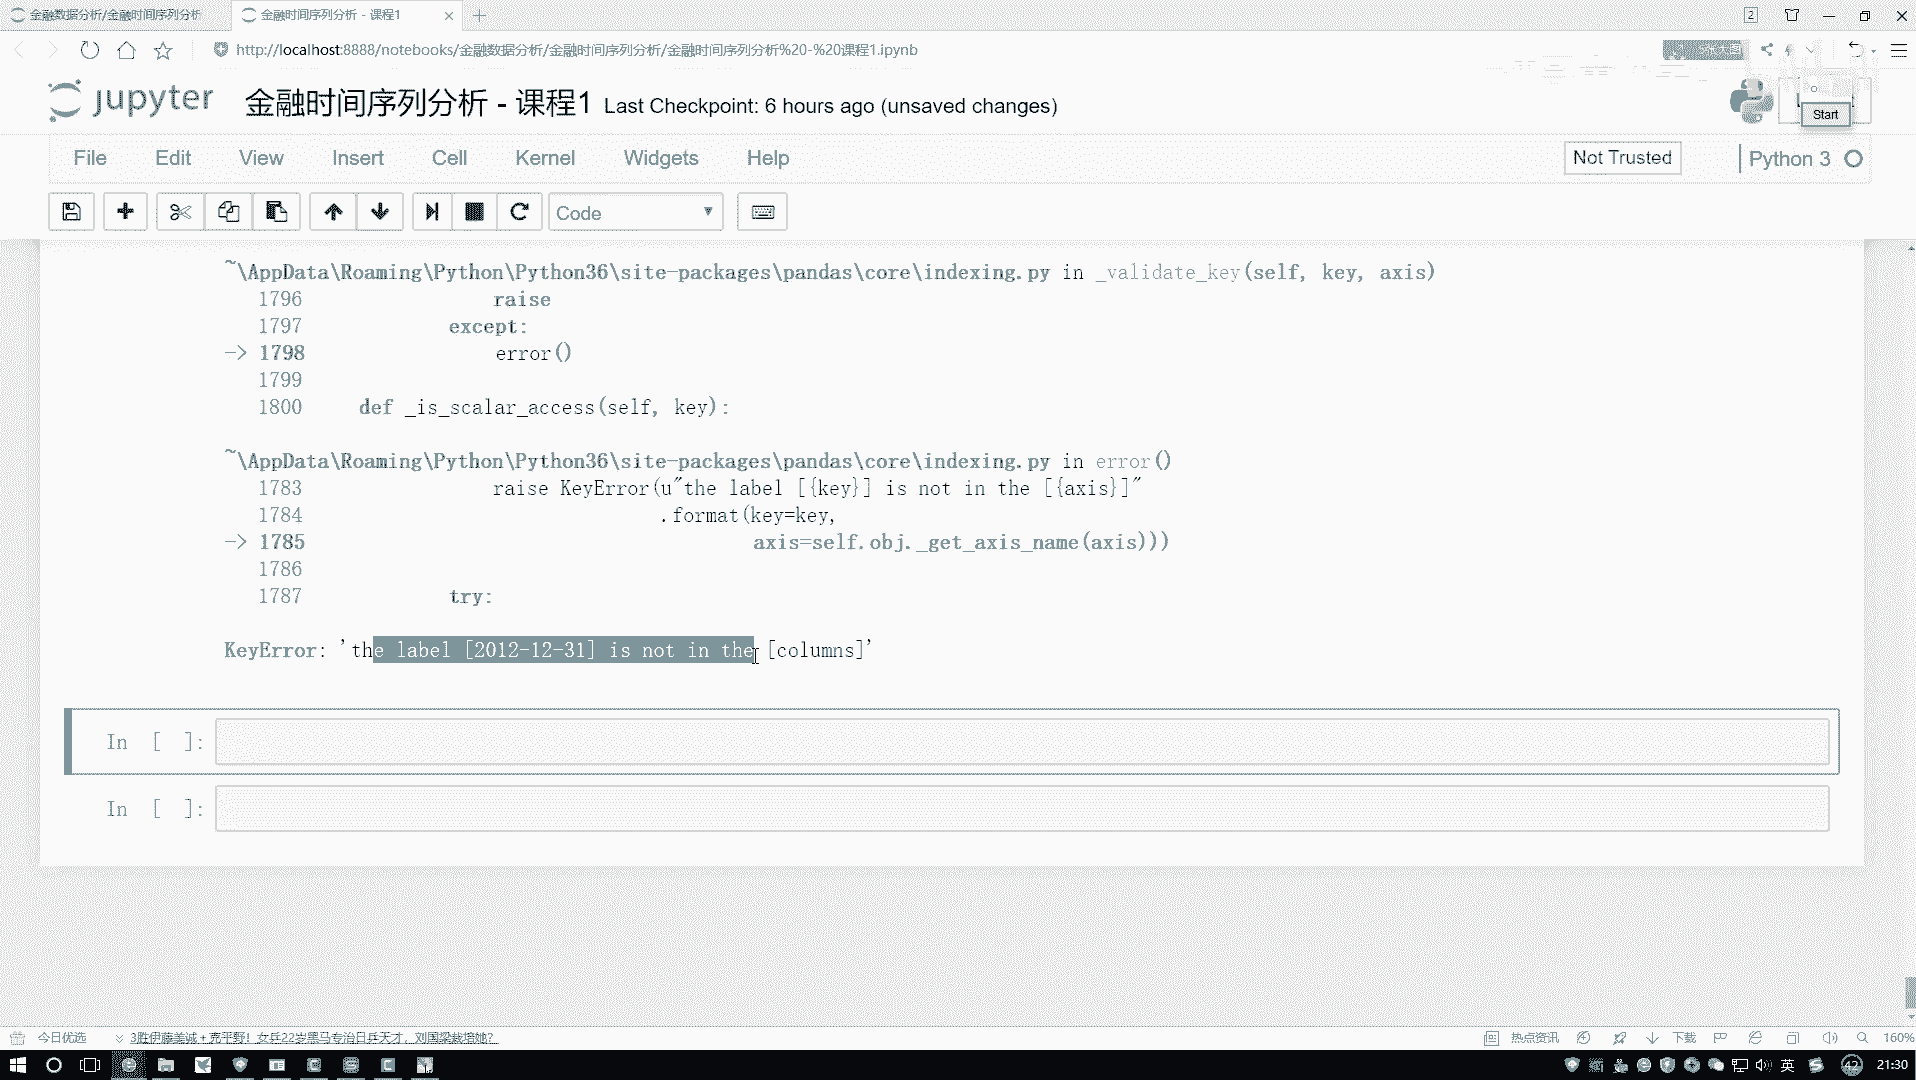 金融数据分析/金融时间序列分析
金融时间序列分析 - 课程1
2
http://localhost:8888/notebooks/金融数据分析/金融时间序列分析/金融时间序列分析%20-%20课程1.ipynb
jupyter 金融时间序列分析 - 课程1 Last Checkpoint: 6 hours ago (unsaved changes)
Start
File Edit View Insert Cell Kernel Widgets Help
Not Trusted
Python 3
Code
~\AppData\Roaming\Python\Python36\site-packages\pandas\core\indexing.py in _validate_key(self, key, axis)
1796 raise
1797 except:
-> 1798 error()
1799
1800 def _is_scalar_access(self, key):
~\AppData\Roaming\Python\Python36\site-packages\pandas\core\indexing.py in error()
1783 raise KeyError(u"the label [{key}] is not in the [{axis}]"
1784 .format(key=key,
-> 1785 axis=self.obj._get_axis_name(axis)))
1786
1787 try:
KeyError: 'the label [2012-12-31] is not in the [columns]'
In [ ]:
In [ ]:
今日优选
3胜伊藤美诚+克平野！女乒22岁黑马专治日乒天才，刘国梁栽培她？
热点资讯
下载
160%
英
42
21:30